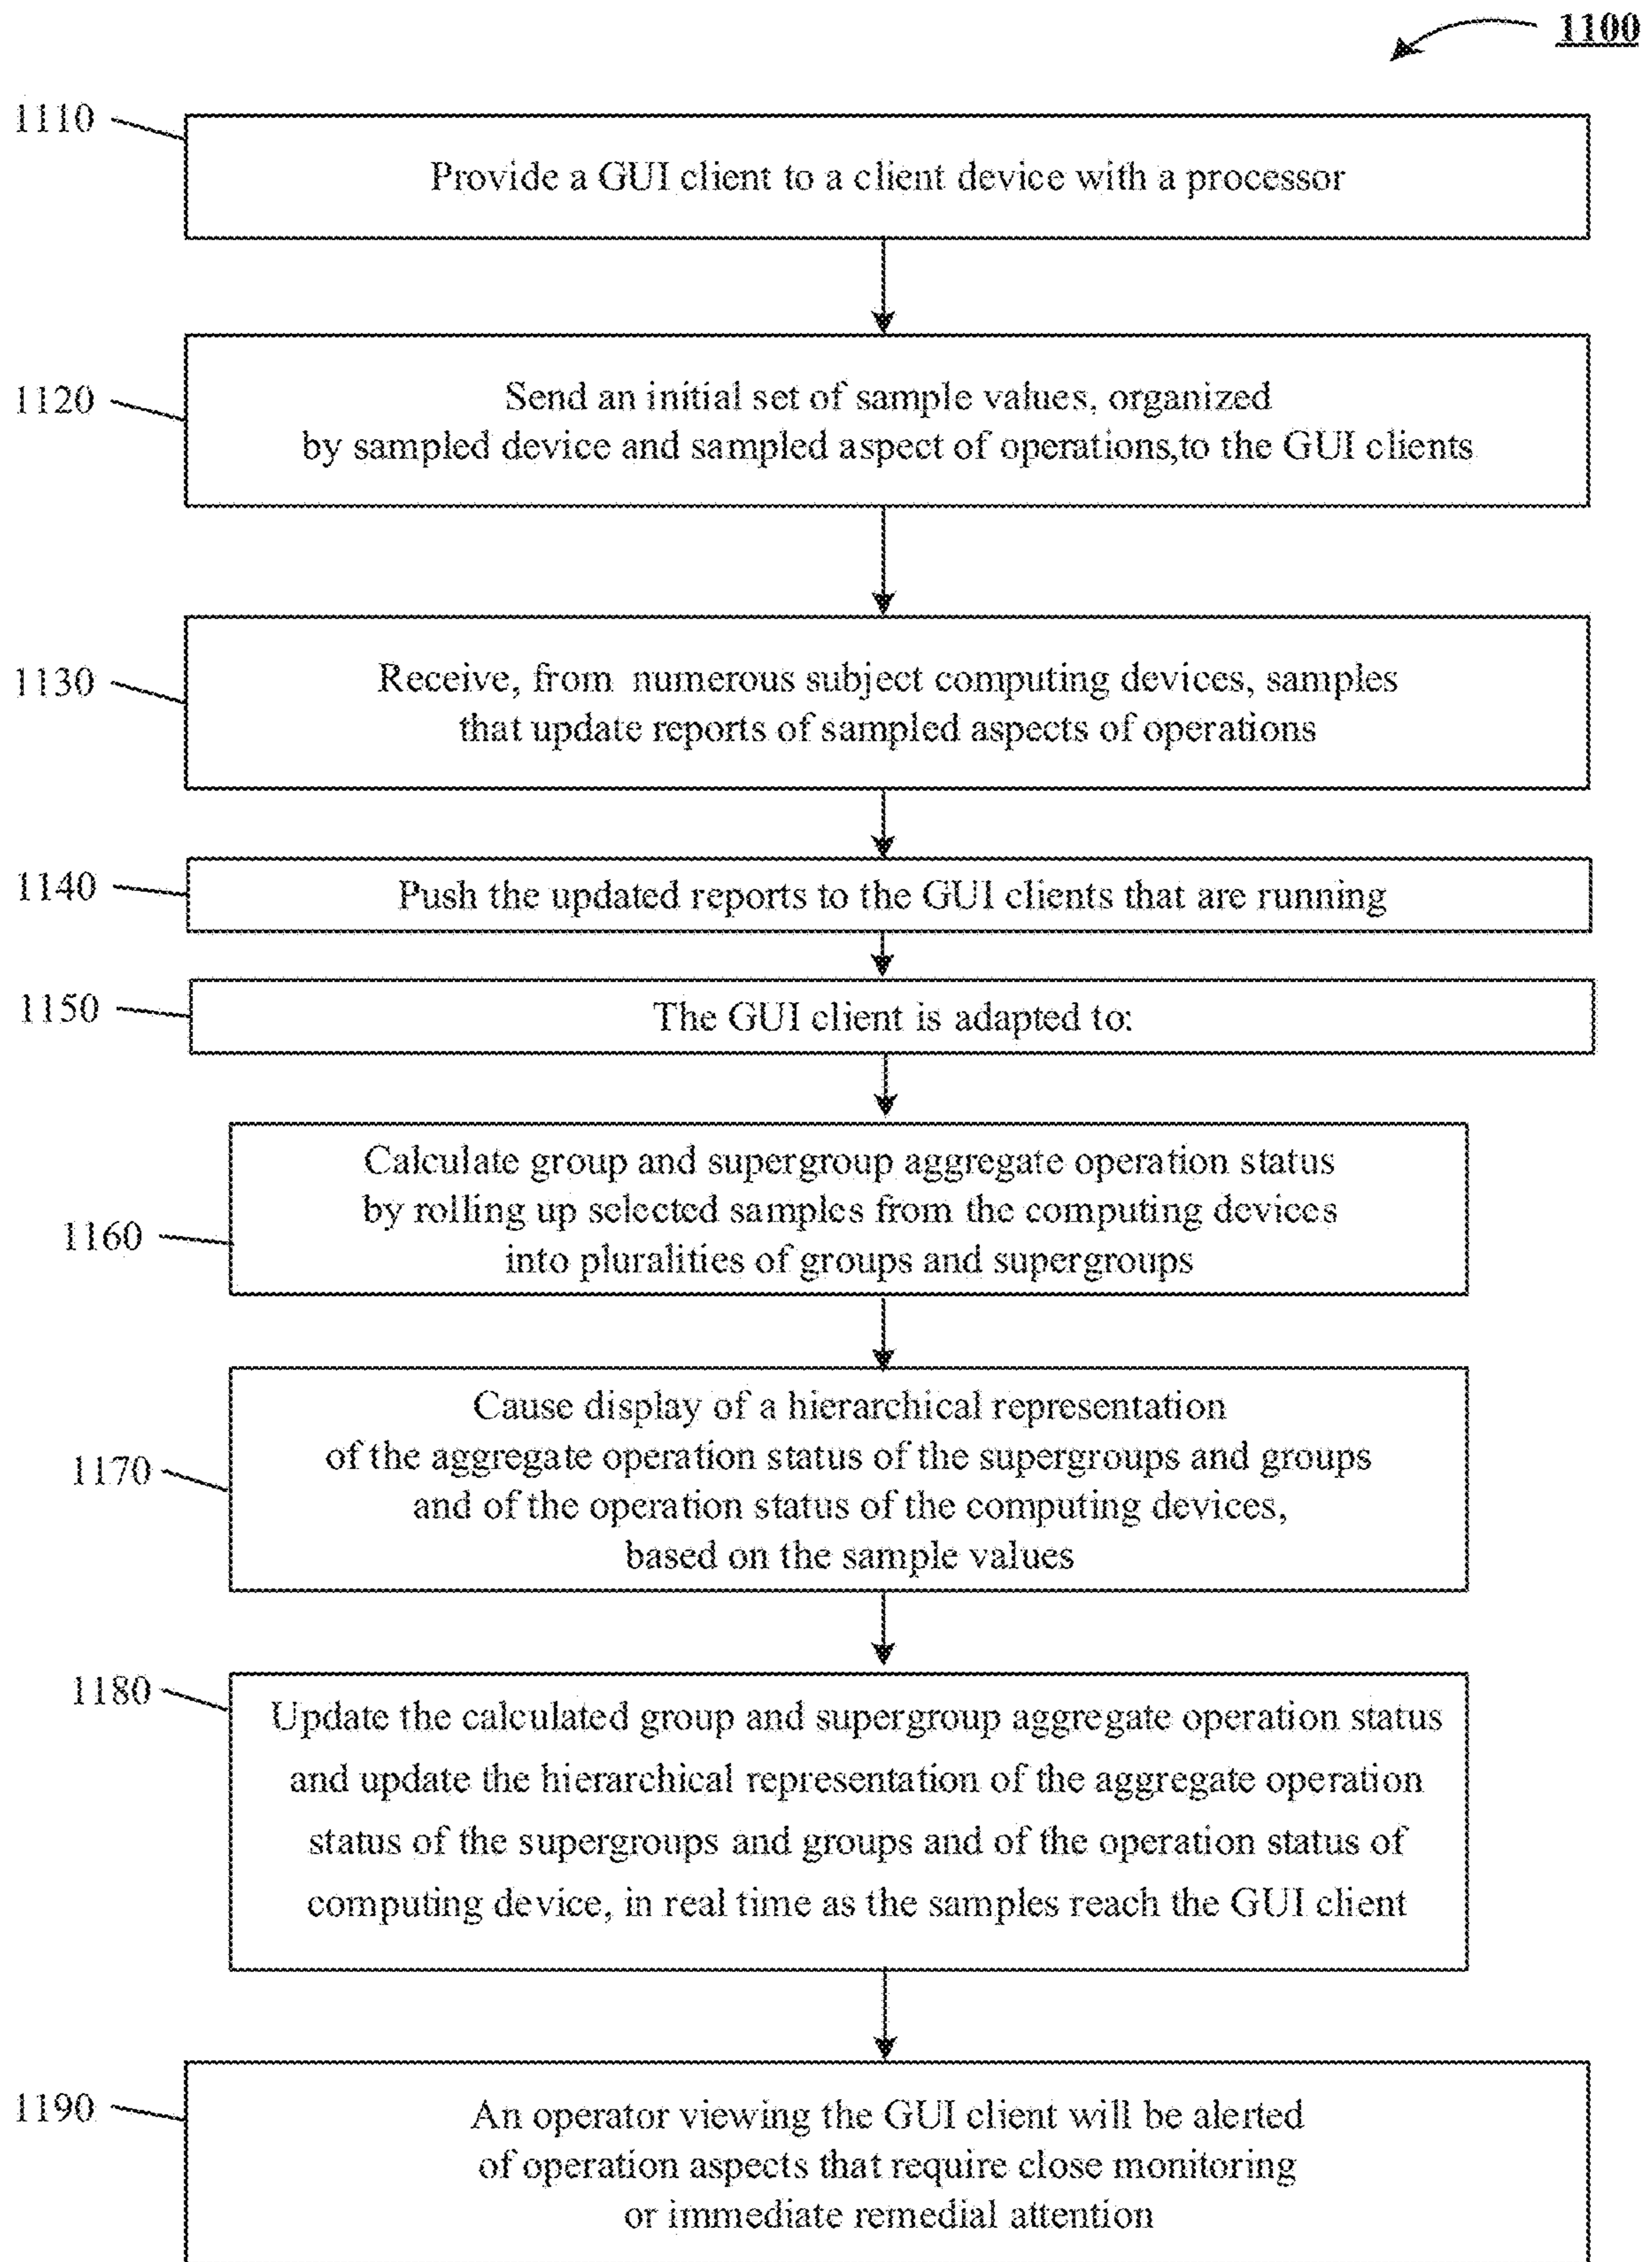 1100
1110
Provide a GUI client to a client device with a processor
1120
Send an initial set of sample values, organized
by sampled device and sampled aspect of operations,to the GUI clients
1130
Receive, from numerous subject computing devices, samples
that update reports of sampled aspects of operations
1140
Push the updated reports to the GUI clients that are running
1150
The GUI client is adapted to:
1160
Calculate group and supergroup aggregate operation status
by rolling up selected samples from the computing devices
into pluralities of groups and supergroups
1170
Cause display of a hierarchical representation
of the aggregate operation status of the supergroups and groups
and of the operation status of the computing devices,
based on the sample values
1180
Update the calculated group and supergroup aggregate operation status
and update the hierarchical representation of the aggregate operation
status of the supergroups and groups and of the operation status of
computing device, in real time as the samples reach the GUI client
1190
An operator viewing the GUI client will be alerted
of operation aspects that require close monitoring
or immediate remedial attention